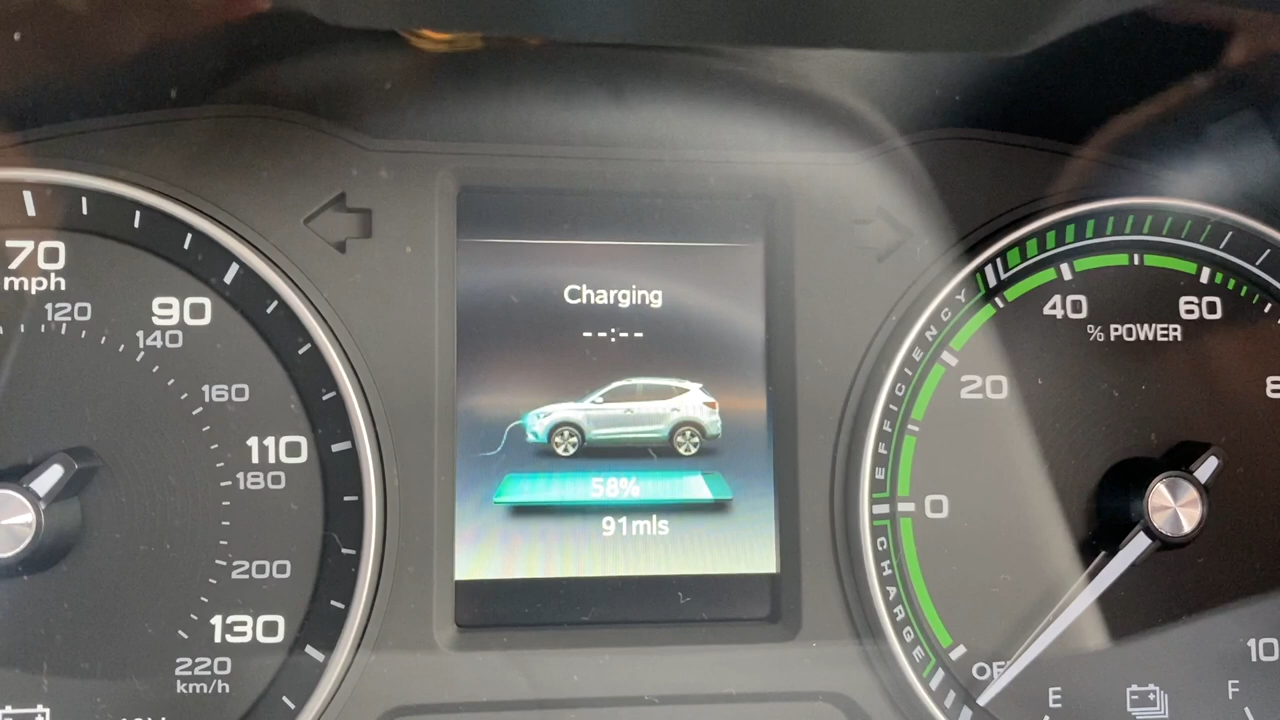 70
mph
120
90
140
160
110
180
200
130
220
km/h
Charging
--:--
58%
91mls
EFFICIENCY
CHARGE
40
60
% POWER
20
0
E
F